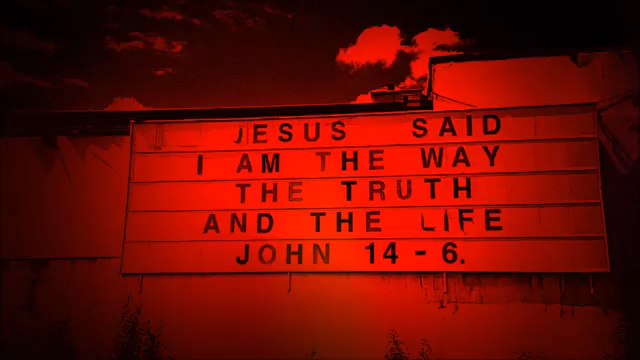 JESUS SAID
I AM THE WAY
THE TRUTH
AND THE LIFE
JOHN 14 - 6.